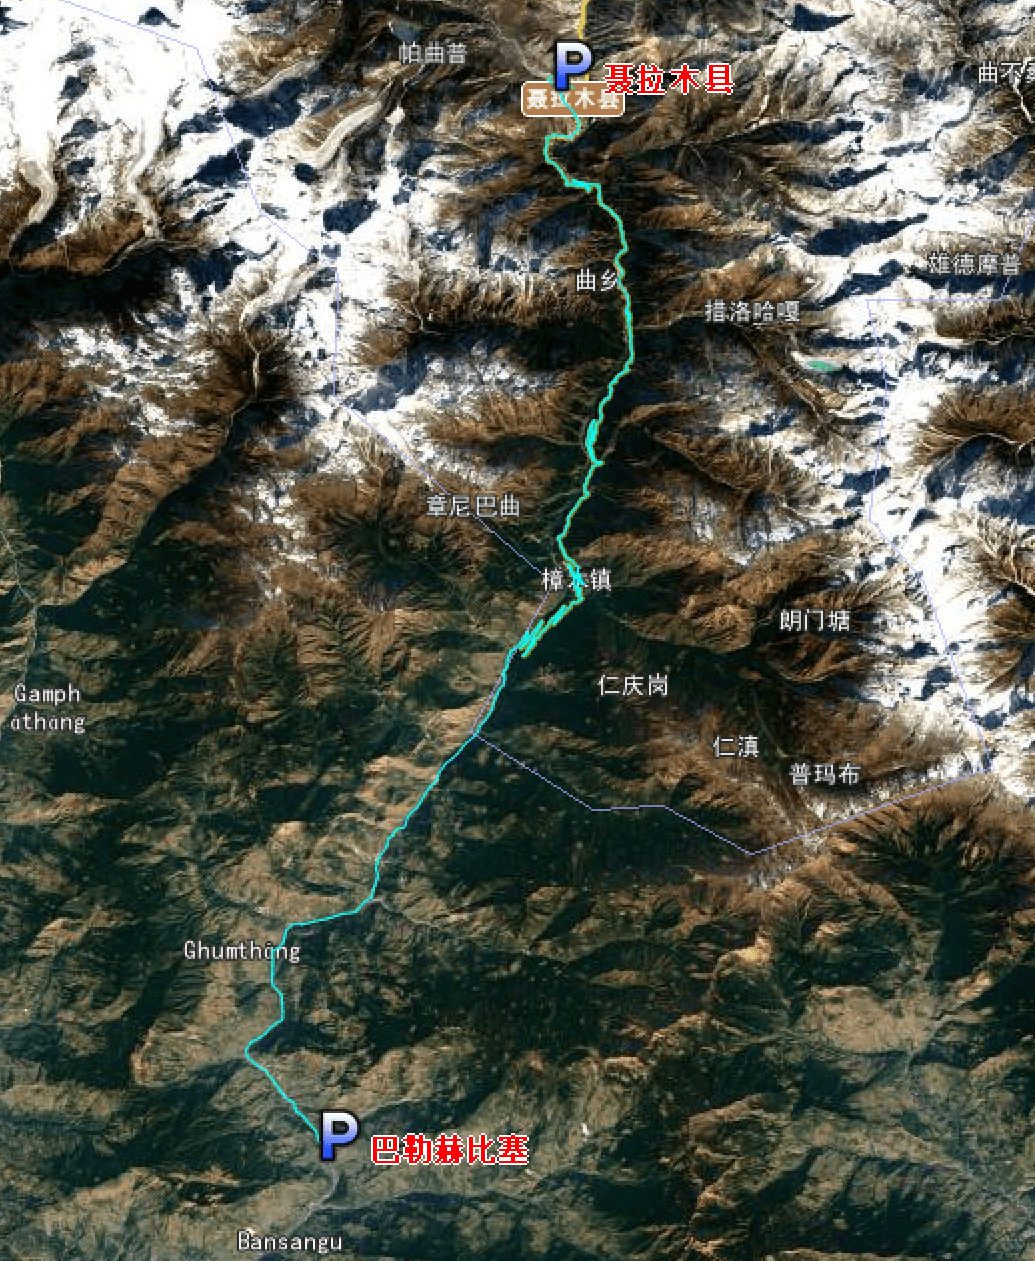 帕曲普
聂拉木县
聂拉木县
曲不
雄德摩普
曲乡
措洛哈嘎
章尼巴曲
樟木镇
朗门塘
仁庆岗
Gamph
athang
仁滇
普玛布
Ghumthang
巴勒赫比塞
Bansangu